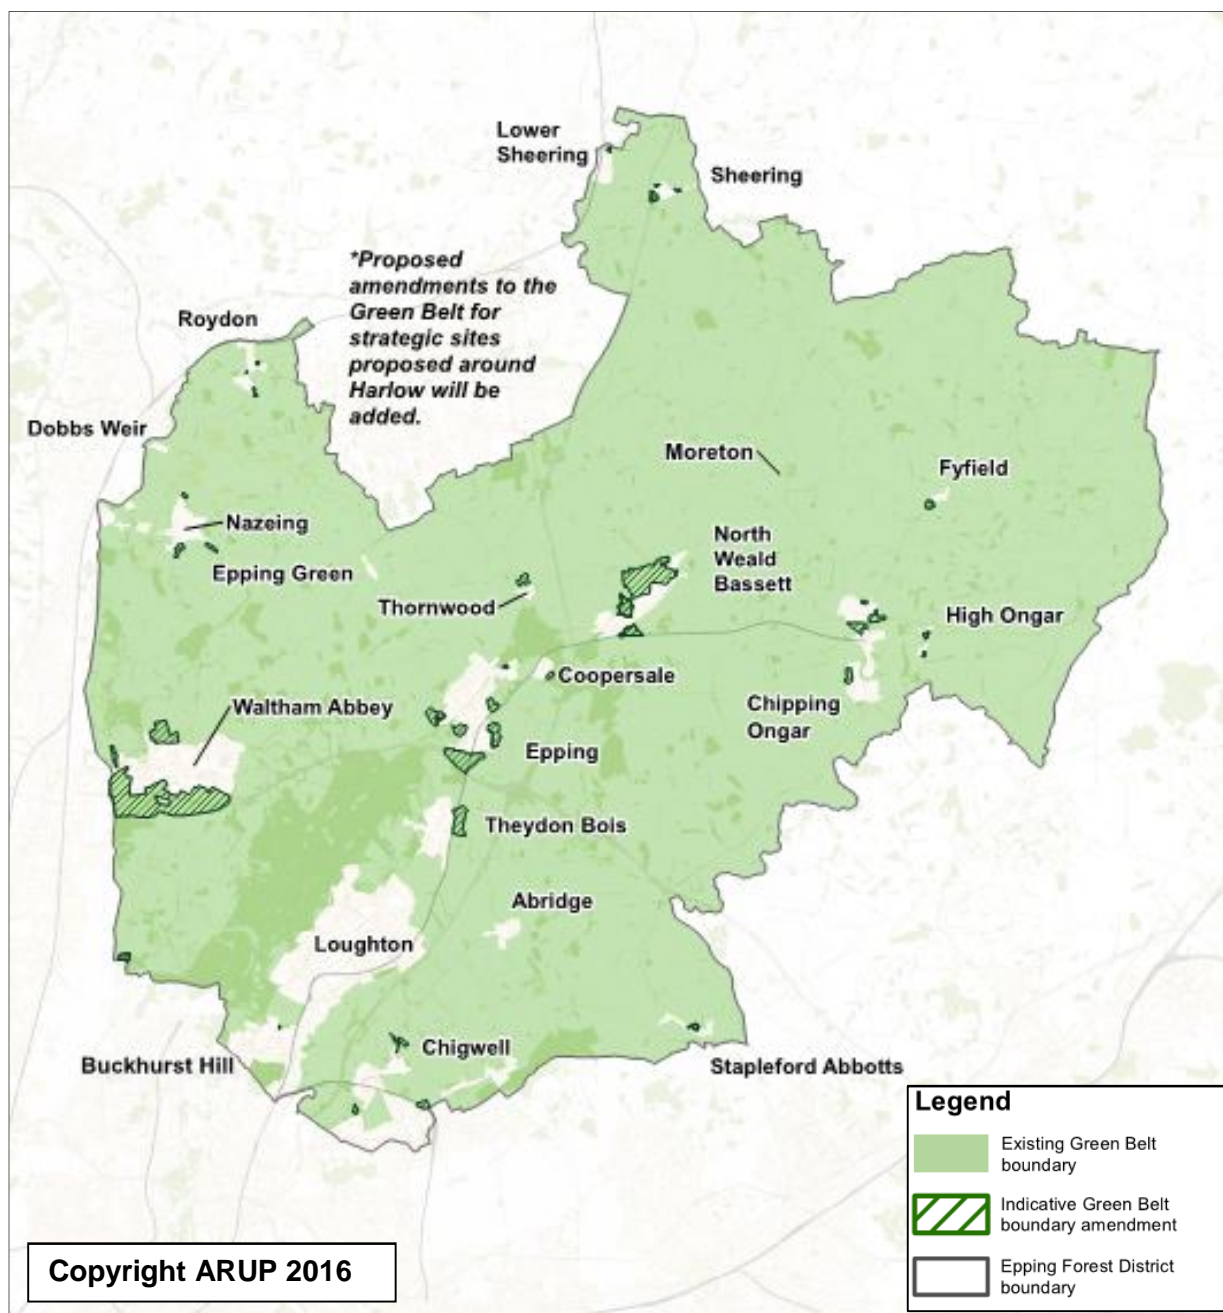 Lower
Sheering
Sheering
*Proposed
amendments to the
Green Belt for
strategic sites
proposed around
Harlow will be
added.
Roydon
Dobbs Weir
Moreton
Fyfield
Nazeing
North
Weald
Bassett
Epping Green
Thornwood
High Ongar
Coopersale
Chipping
Ongar
Waltham Abbey
Epping
Theydon Bois
Abridge
Loughton
Chigwell
Buckhurst Hill
Stapleford Abbotts
Legend
Existing Green Belt
boundary
Indicative Green Belt
boundary amendment
Epping Forest District
boundary
Copyright ARUP 2016